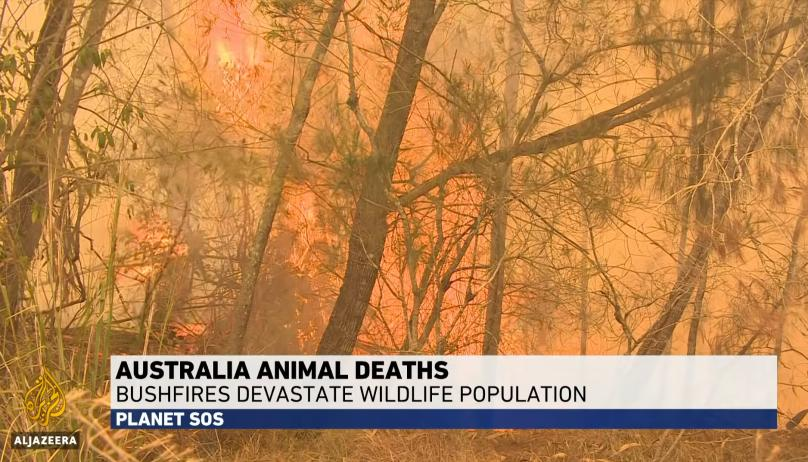 AUSTRALIA ANIMAL DEATHS
BUSHFIRES DEVASTATE WILDLIFE POPULATION
PLANET SOS
ALJAZEERA